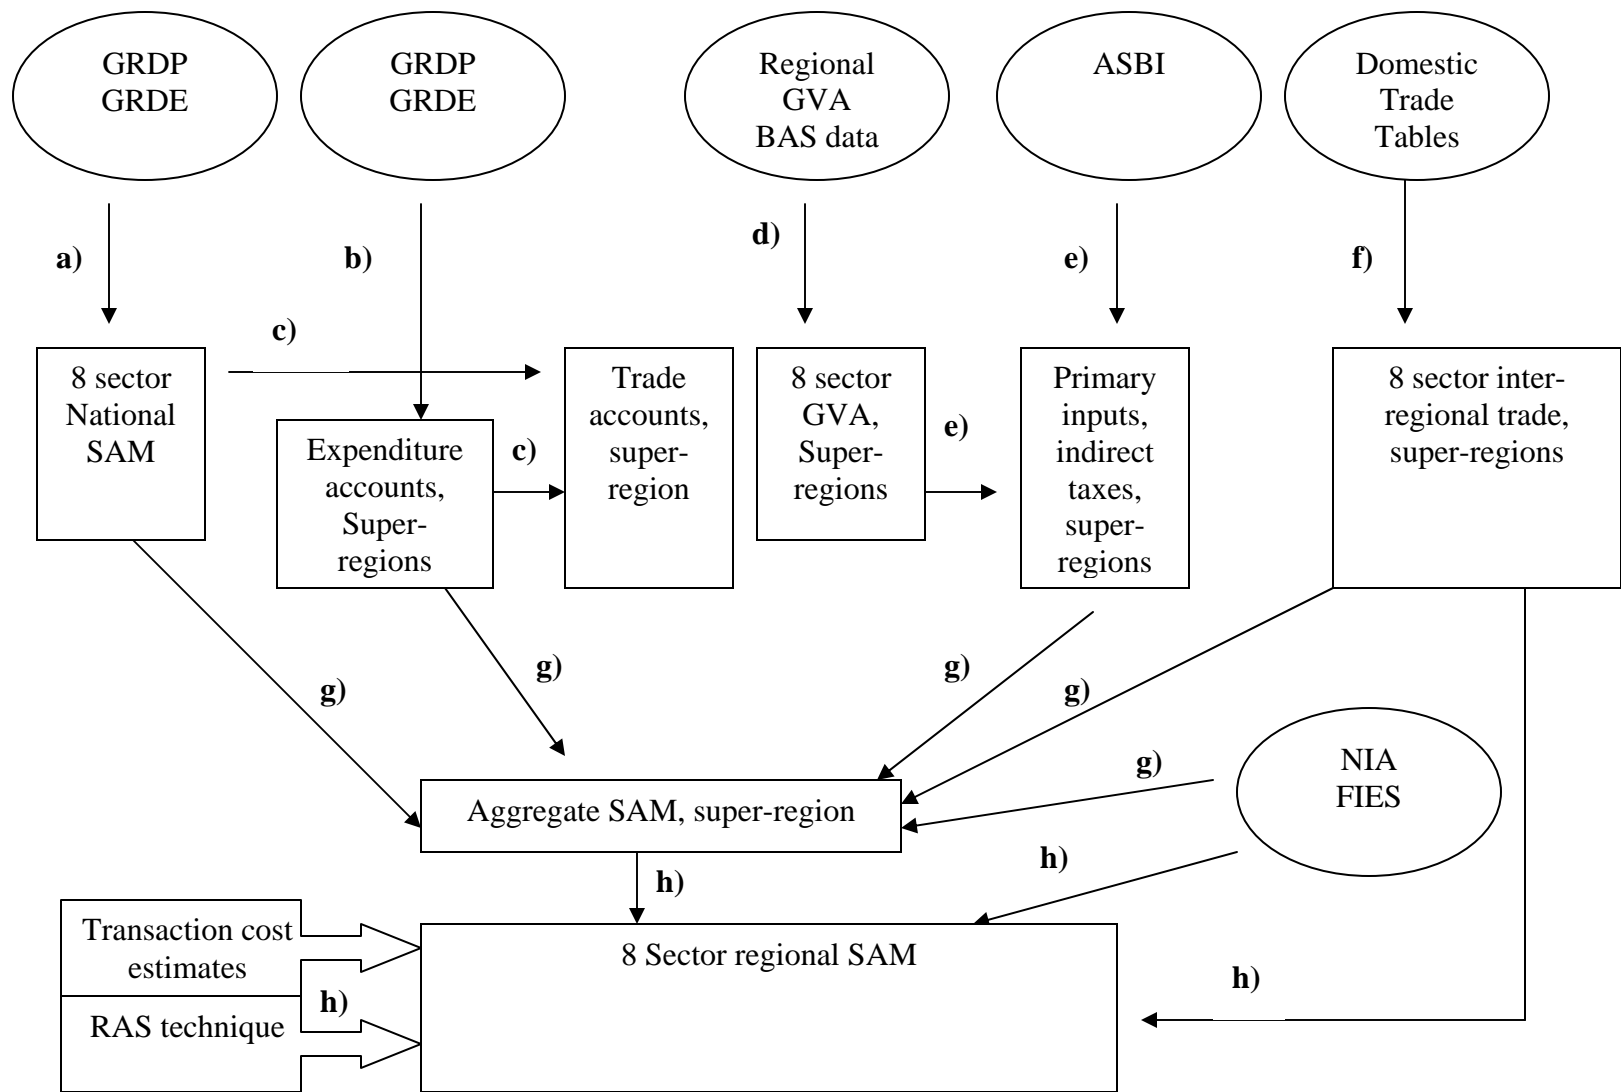 GRDP
GRDE
GRDP
GRDE
Regional
GVA
BAS data
ASBI
Domestic
Trade
Tables
a)
b)
d)
e)
f)
c)
8 sector
National
SAM
Expenditure
accounts,
Super-
regions
c)
Trade
accounts,
super-
region
8 sector
GVA,
Super-
regions
e)
Primary
inputs,
indirect
taxes,
super-
regions
8 sector inter-
regional trade,
super-regions
g)
g)
g)
g)
g)
NIA
FIES
Aggregate SAM, super-region
h)
h)
Transaction cost
estimates
h)
RAS technique
8 Sector regional SAM
h)